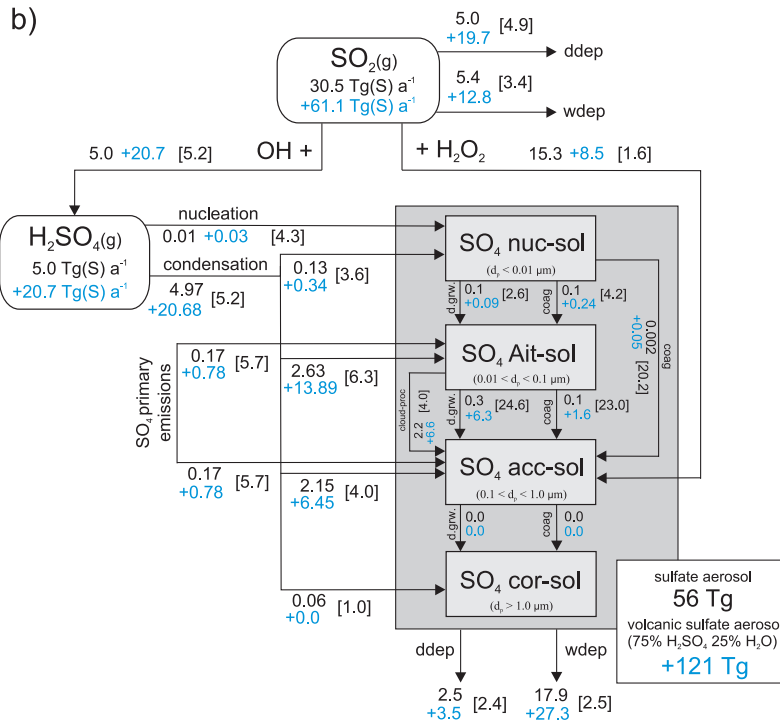 b)
SO2(g)
30.5 Tg(S) a-1
+61.1 Tg(S) a-1
5.0 [4.9]
+19.7
ddep
5.4 [3.4]
+12.8
wdep
5.0 +20.7 [5.2]
OH +
+ H2O2
15.3 +8.5 [1.6]
H2SO4(g)
5.0 Tg(S) a-1
+20.7 Tg(S) a-1
nucleation
0.01 +0.03 [4.3]
condensation
4.97 [5.2]
+20.68
0.13 [3.6]
+0.34
SO4 nuc-sol
(dp < 0.01 µm)
d.grw.
0.1 [2.6]
+0.09
coag
0.1 [4.2]
+0.24
coag
0.002 [20.2]
+0.05
SO4 primary
emissions
0.17 [5.7]
+0.78
2.63 [6.3]
+13.89
SO4 Ait-sol
(0.01 < dp < 0.1 µm)
cloud-proc
2.2 [4.0]
+6.6
d.grw.
0.3 [24.6]
+6.3
coag
0.1 [23.0]
+1.6
0.17 [5.7]
+0.78
2.15 [4.0]
+6.45
SO4 acc-sol
(0.1 < dp < 1.0 µm)
d.grw.
0.0
0.0
coag
0.0
0.0
0.06 [1.0]
+0.0
SO4 cor-sol
(dp > 1.0 µm)
sulfate aerosol
56 Tg
volcanic sulfate aeroso
(75% H2SO4 25% H2O)
+121 Tg
ddep
wdep
2.5 [2.4]
+3.5
17.9 [2.5]
+27.3